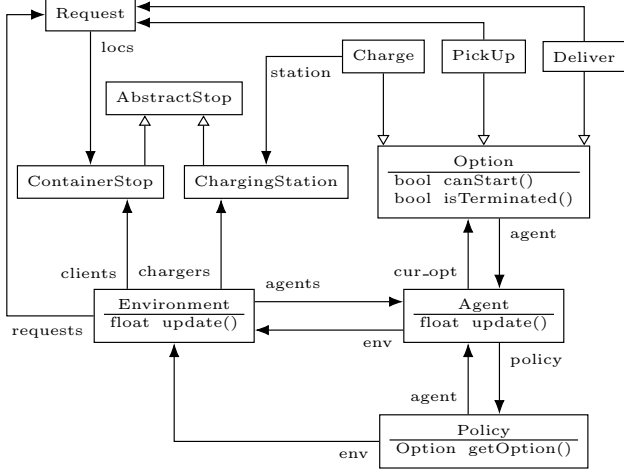 Request
locs
station
Charge
PickUp
Deliver
AbstractStop
ContainerStop
ChargingStation
Option
bool canStart()
bool isTerminated()
agent
clients
chargers
cur_opt
agents
requests
Environment
float update()
Agent
float update()
env
policy
agent
env
Policy
Option getOption()